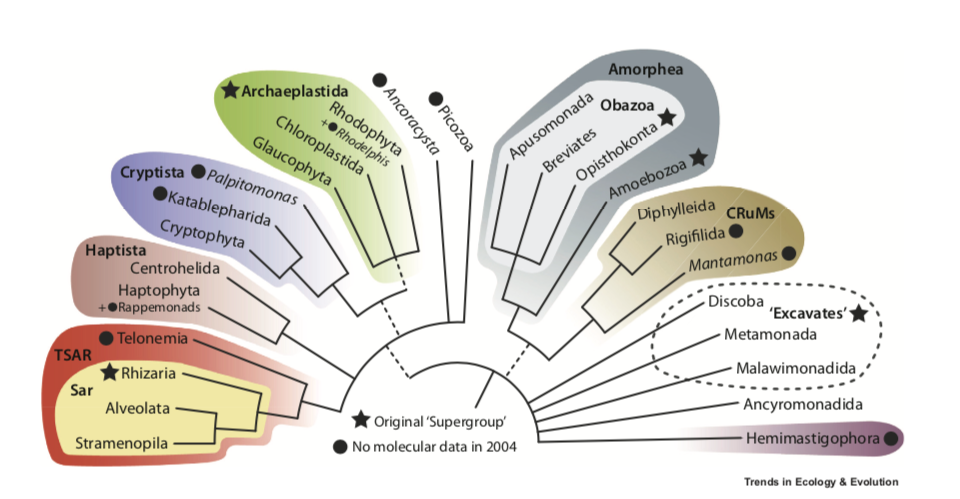 Amorphea
Archaeplastida
Obazoa
Ancoracysta
Picozoa
Rhodophyta
+●Rhodelphis
Chloroplastida
Glaucophyta
Apusomonada
Breviates
Opisthokonta
Amoebozoa
Cryptista
Palpitomonas
Katablepharida
Cryptophyta
Diphylleida
CRuMs
Rigifilida
Mantamonas
Haptista
Centrohelida
Haptophyta
+●Rappemonads
Discoba
'Excavates'
Metamonada
Malawimonadida
Ancyromonadida
Hemimastigophora
TSAR
Telonemia
Sar
Rhizaria
Alveolata
Stramenopila
★ Original 'Supergroup'
● No molecular data in 2004
Trends in Ecology & Evolution